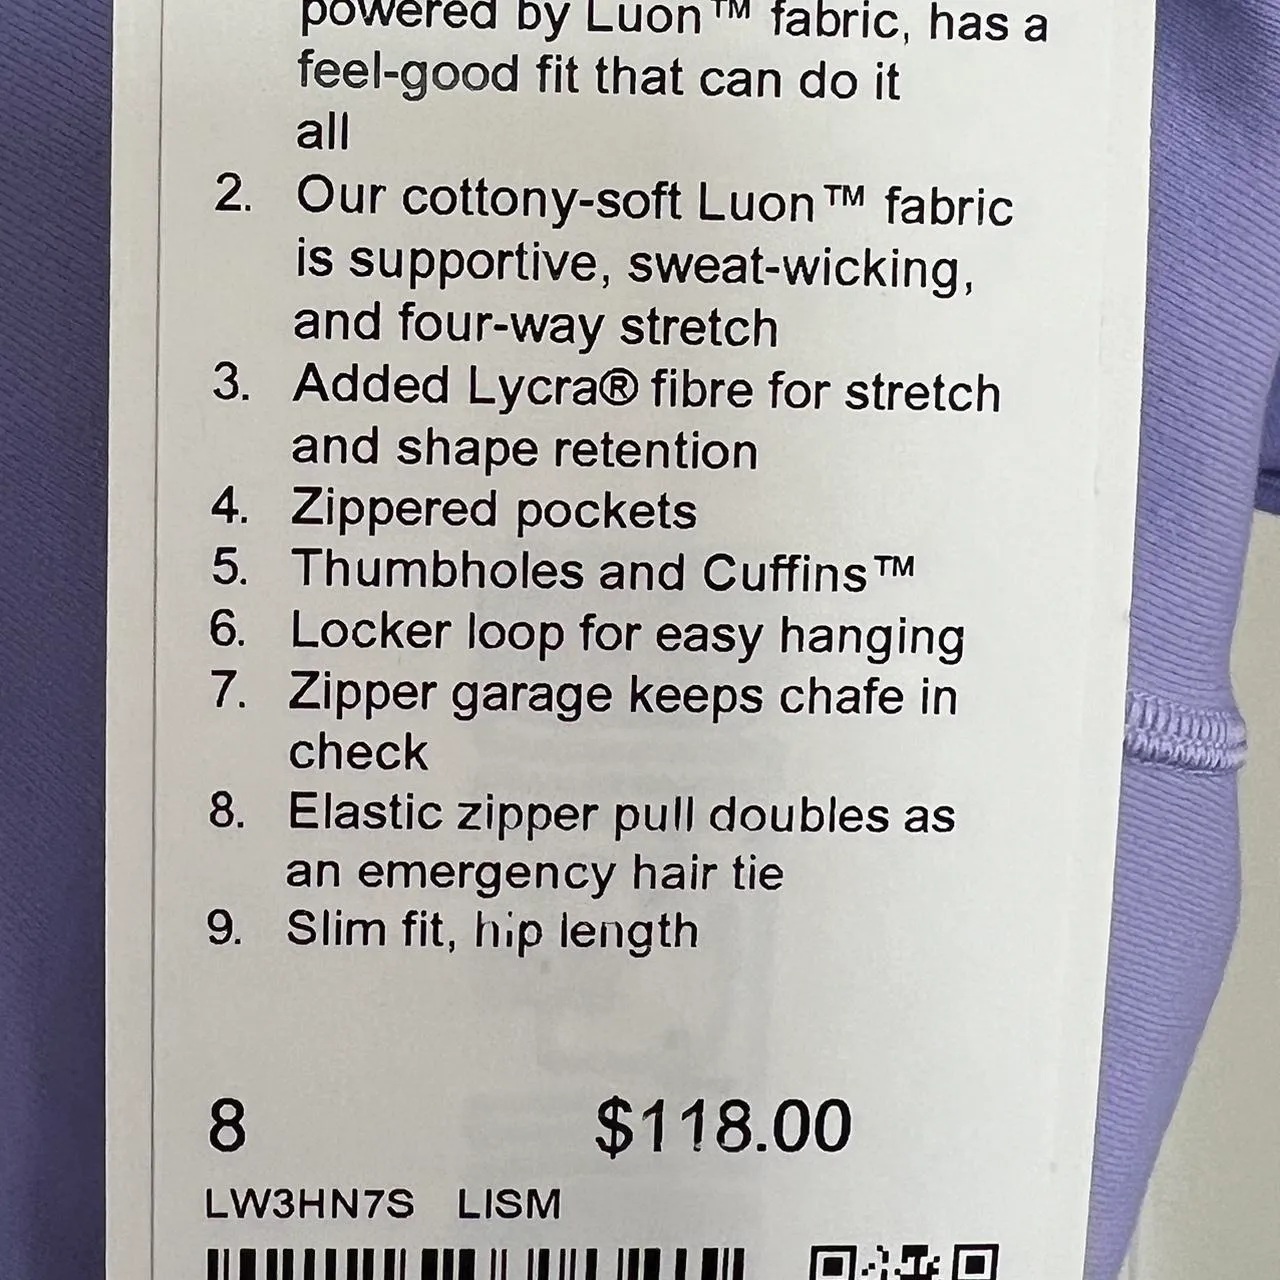 powered by Luon™ fabric, has a
feel-good fit that can do it
all
2. Our cottony-soft Luon™ fabric
is supportive, sweat-wicking,
and four-way stretch
3. Added Lycra® fibre for stretch
and shape retention
4. Zippered pockets
5. Thumbholes and Cuffins™
6. Locker loop for easy hanging
7. Zipper garage keeps chafe in
check
8. Elastic zipper pull doubles as
an emergency hair tie
9. Slim fit, hip length
8 $118.00
LW3HN7S LISM